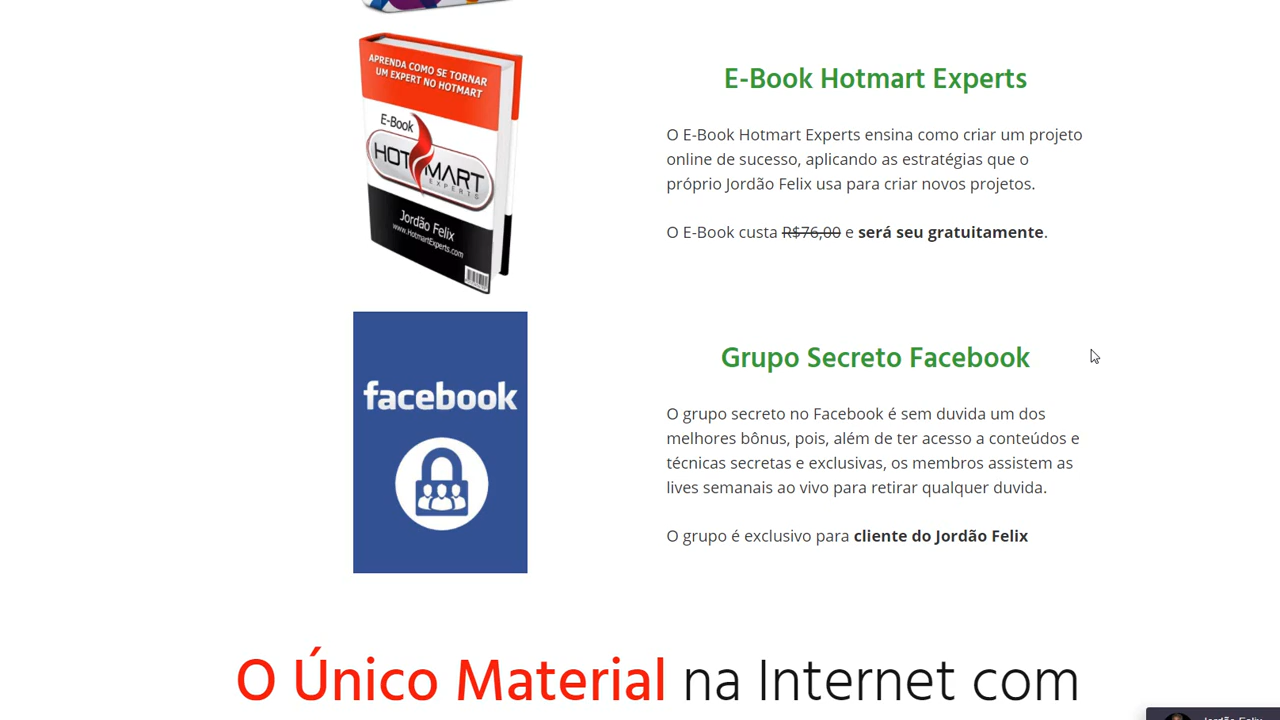 APRENDA COMO SE TORNAR
UM EXPERT NO HOTMART
E-Book
HOTMART
EXPERTS
Jordão Felix
www.HotmartExperts.com
E-Book Hotmart Experts
O E-Book Hotmart Experts ensina como criar um projeto
online de sucesso, aplicando as estratégias que o
próprio Jordão Felix usa para criar novos projetos.
O E-Book custa R$76,00 e será seu gratuitamente.
facebook
Grupo Secreto Facebook
O grupo secreto no Facebook é sem duvida um dos
melhores bônus, pois, além de ter acesso a conteúdos e
técnicas secretas e exclusivas, os membros assistem as
lives semanais ao vivo para retirar qualquer duvida.
O grupo é exclusivo para cliente do Jordão Felix
O Único Material na Internet com
Jordão Felix